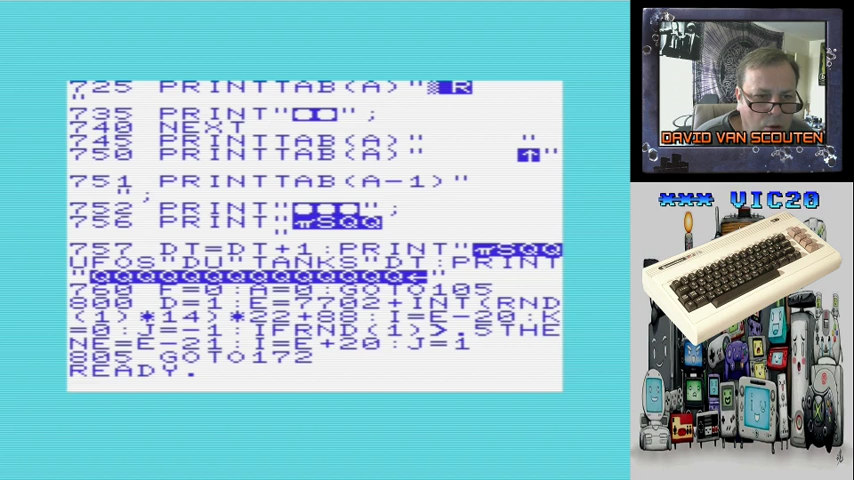 725 PRINTTAB(A)"▒ R
"
735 PRINT"□□";
740 NEXT
745 PRINTTAB(A)"      "
750 PRINTTAB(A)"      ↑"
751 PRINTTAB(A-1)"
   ";
752 PRINT"□□□";
756 PRINT"πSQQ
"
757 DT=DT+1:PRINT"πSQQ
UFOS"DU"TANKS"DT:PRINT
"QQQQQQQQQQQQQQQQ←"
760 F=0:A=0:GOTO105
800 D=1:E=7702+INT(RND
(1)*14)*22+88:I=E-20:K
=0:J=-1:IFRND(1)>.5THE
NE=E-21:I=E+20:J=1
805 GOTO172
READY.
DAVID VAN SCOUTEN
*** VIC20